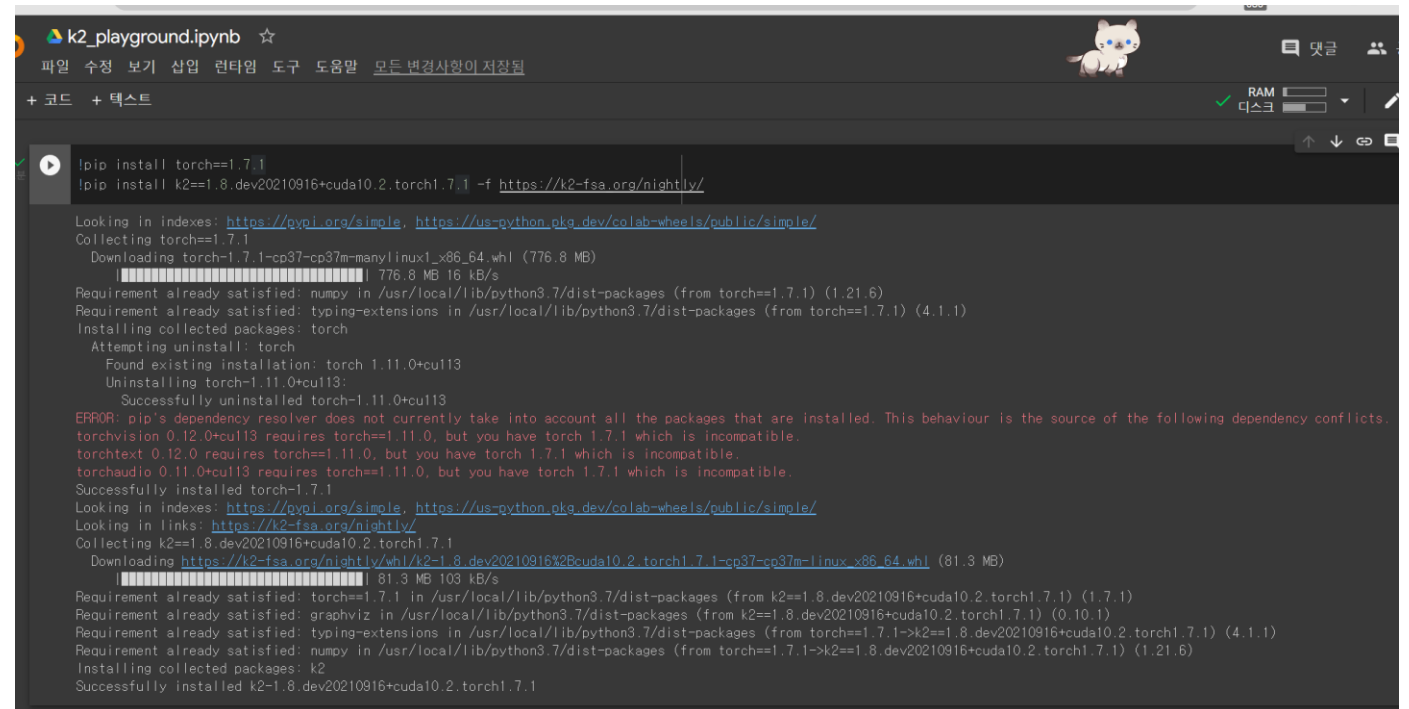 k2_playground.ipynb
댓글
파일 수정 보기 삽입 런타임 도구 도움말 모든 변경사항이 저장됨
+ 코드 + 텍스트
RAM
디스크
!pip install torch==1.7.1
!pip install k2==1.8.dev20210916+cuda10.2.torch1.7.1 -f https://k2-fsa.org/nightly/
Looking in indexes: https://pypi.org/simple, https://us-python.pkg.dev/colab-wheels/public/simple/
Collecting torch==1.7.1
Downloading torch-1.7.1-cp37-cp37m-manylinux1_x86_64.whl (776.8 MB)
| 776.8 MB 16 kB/s
Requirement already satisfied: numpy in /usr/local/lib/python3.7/dist-packages (from torch==1.7.1) (1.21.6)
Requirement already satisfied: typing-extensions in /usr/local/lib/python3.7/dist-packages (from torch==1.7.1) (4.1.1)
Installing collected packages: torch
Attempting uninstall: torch
Found existing installation: torch 1.11.0+cu113
Uninstalling torch-1.11.0+cu113:
Successfully uninstalled torch-1.11.0+cu113
ERROR: pip's dependency resolver does not currently take into account all the packages that are installed. This behaviour is the source of the following dependency conflicts.
torchvision 0.12.0+cu113 requires torch==1.11.0, but you have torch 1.7.1 which is incompatible.
torchtext 0.12.0 requires torch==1.11.0, but you have torch 1.7.1 which is incompatible.
torchaudio 0.11.0+cu113 requires torch==1.11.0, but you have torch 1.7.1 which is incompatible.
Successfully installed torch-1.7.1
Looking in indexes: https://pypi.org/simple, https://us-python.pkg.dev/colab-wheels/public/simple/
Looking in links: https://k2-fsa.org/nightly/
Collecting k2==1.8.dev20210916+cuda10.2.torch1.7.1
Downloading https://k2-fsa.org/nightly/whl/k2-1.8.dev20210916%2Bcuda10.2.torch1.7.1-cp37-cp37m-linux_x86_64.whl (81.3 MB)
| 81.3 MB 103 kB/s
Requirement already satisfied: torch==1.7.1 in /usr/local/lib/python3.7/dist-packages (from k2==1.8.dev20210916+cuda10.2.torch1.7.1) (1.7.1)
Requirement already satisfied: graphviz in /usr/local/lib/python3.7/dist-packages (from k2==1.8.dev20210916+cuda10.2.torch1.7.1) (0.10.1)
Requirement already satisfied: typing-extensions in /usr/local/lib/python3.7/dist-packages (from torch==1.7.1->k2==1.8.dev20210916+cuda10.2.torch1.7.1) (4.1.1)
Requirement already satisfied: numpy in /usr/local/lib/python3.7/dist-packages (from torch==1.7.1->k2==1.8.dev20210916+cuda10.2.torch1.7.1) (1.21.6)
Installing collected packages: k2
Successfully installed k2-1.8.dev20210916+cuda10.2.torch1.7.1